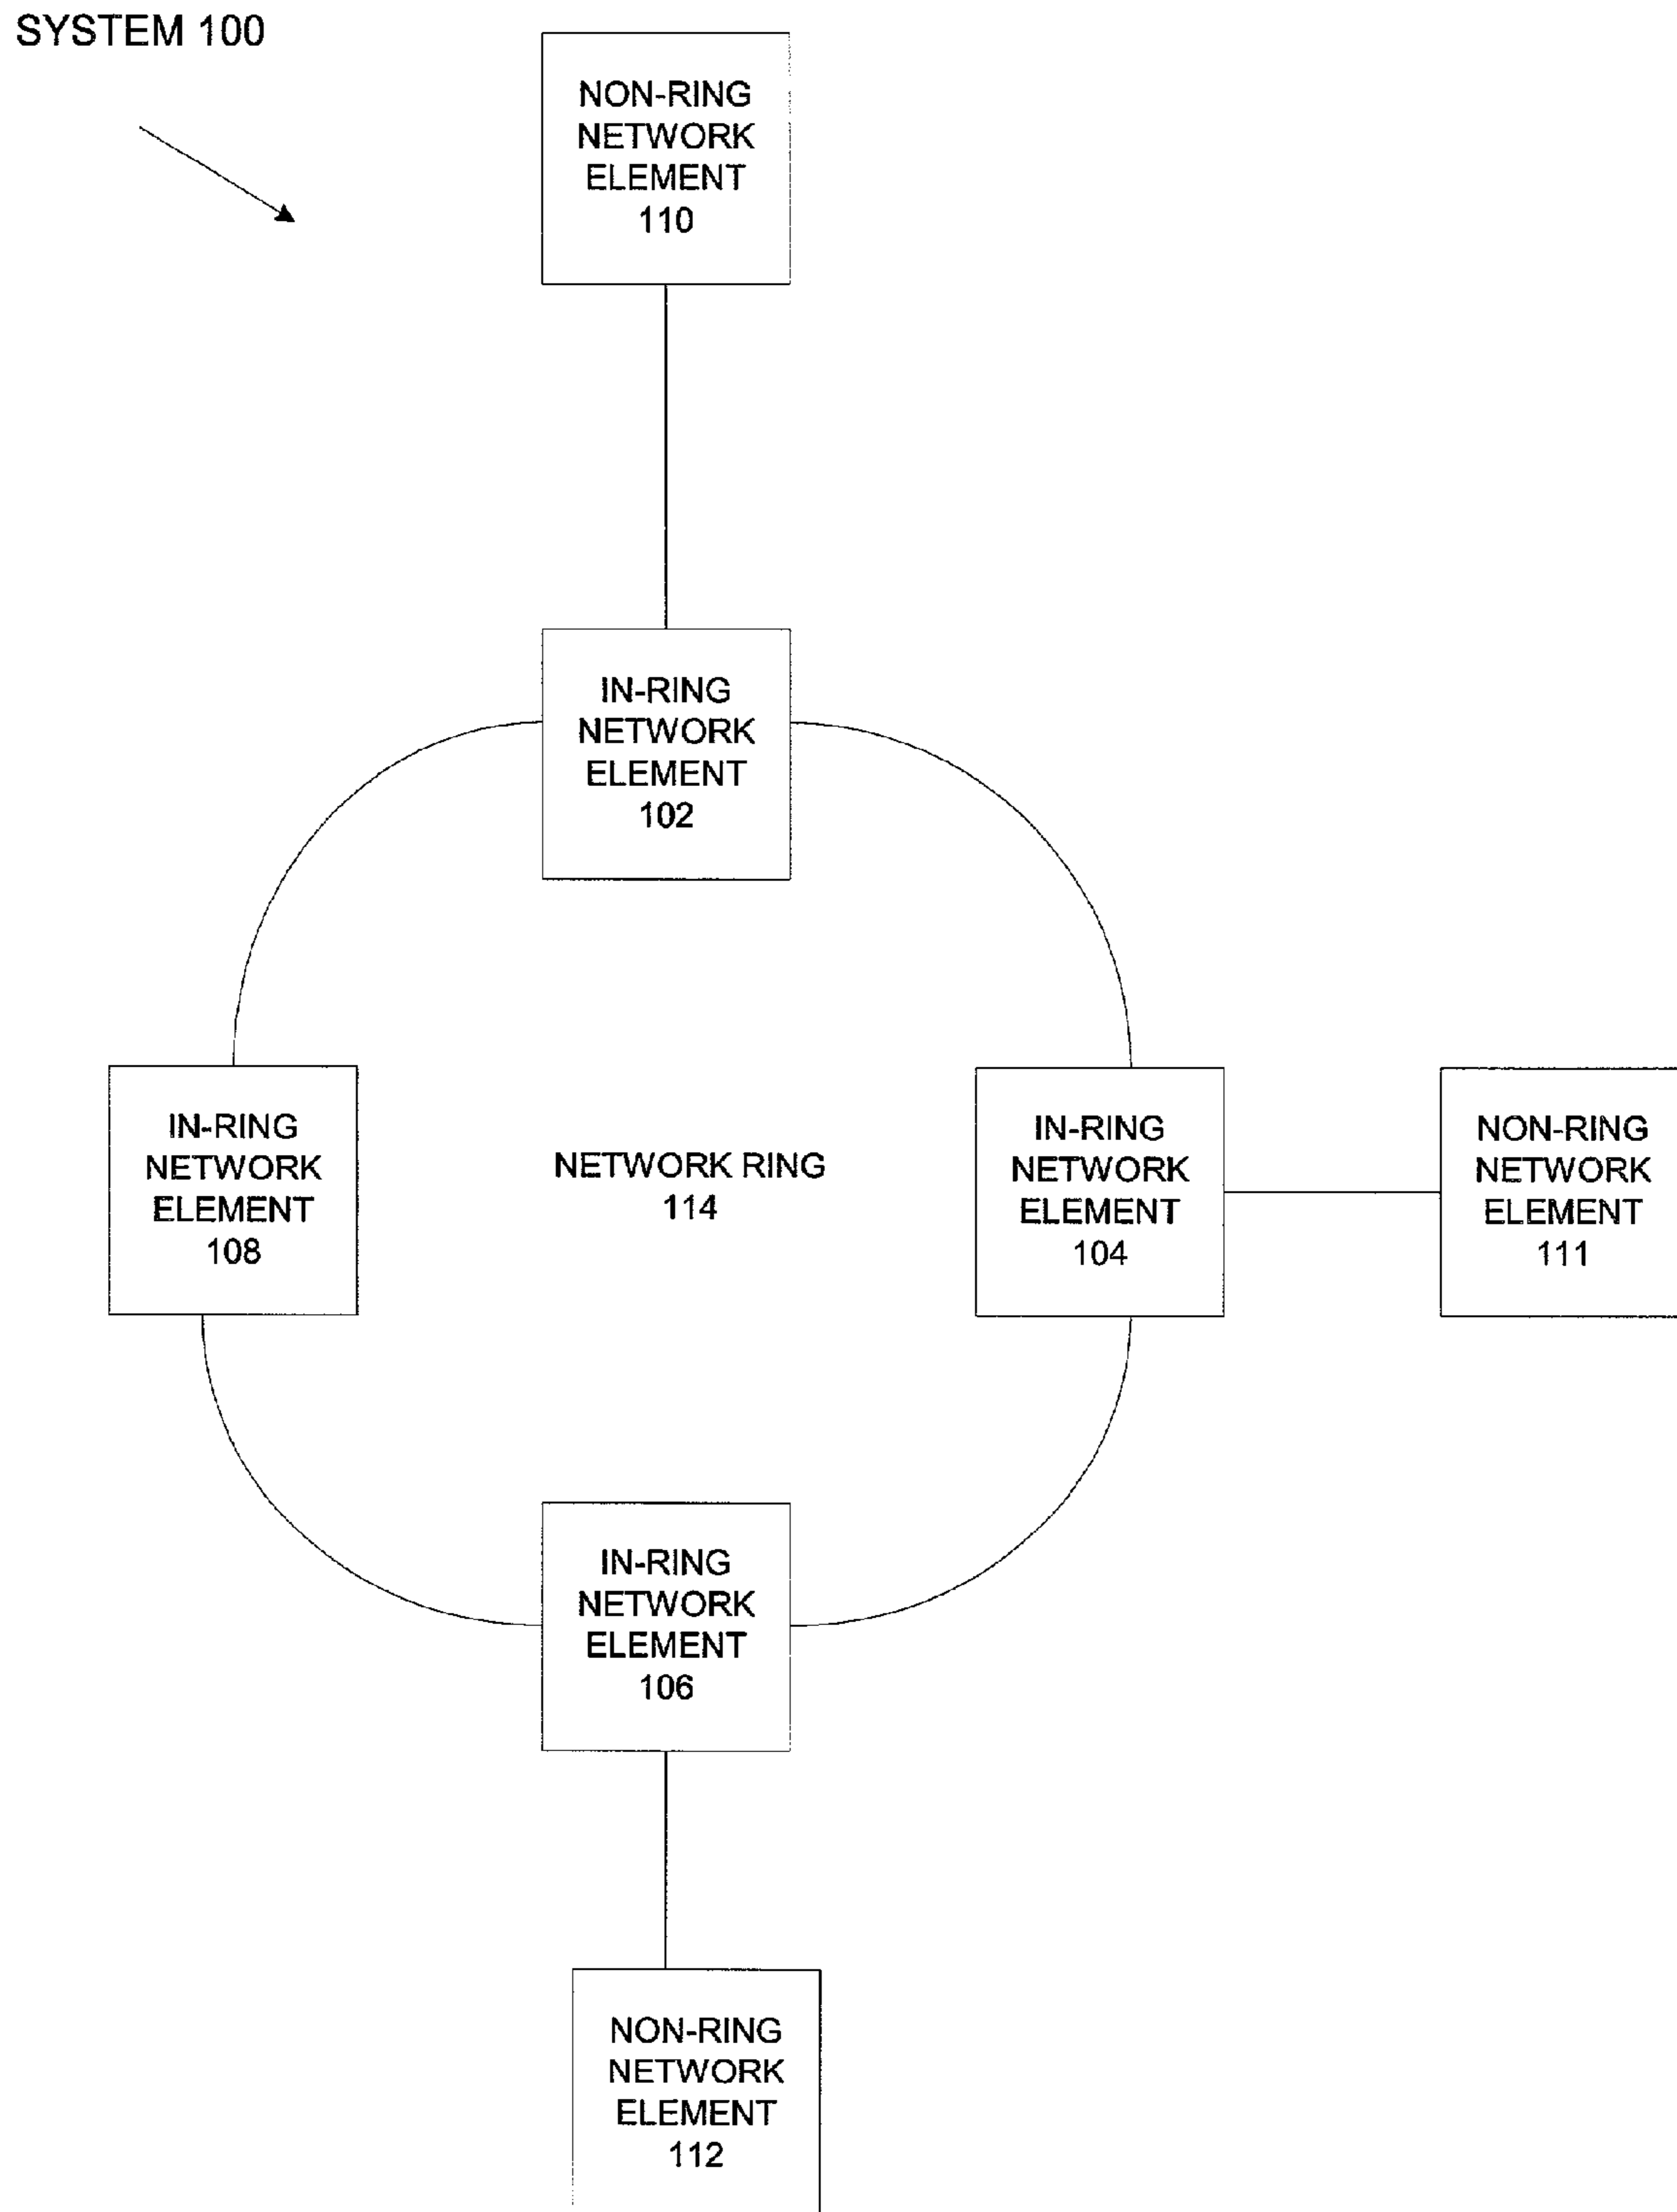 SYSTEM 100
NON-RING
NETWORK
ELEMENT
110
IN-RING
NETWORK
ELEMENT
102
IN-RING
NETWORK
ELEMENT
108
NETWORK RING
114
IN-RING
NETWORK
ELEMENT
104
NON-RING
NETWORK
ELEMENT
111
IN-RING
NETWORK
ELEMENT
106
NON-RING
NETWORK
ELEMENT
112